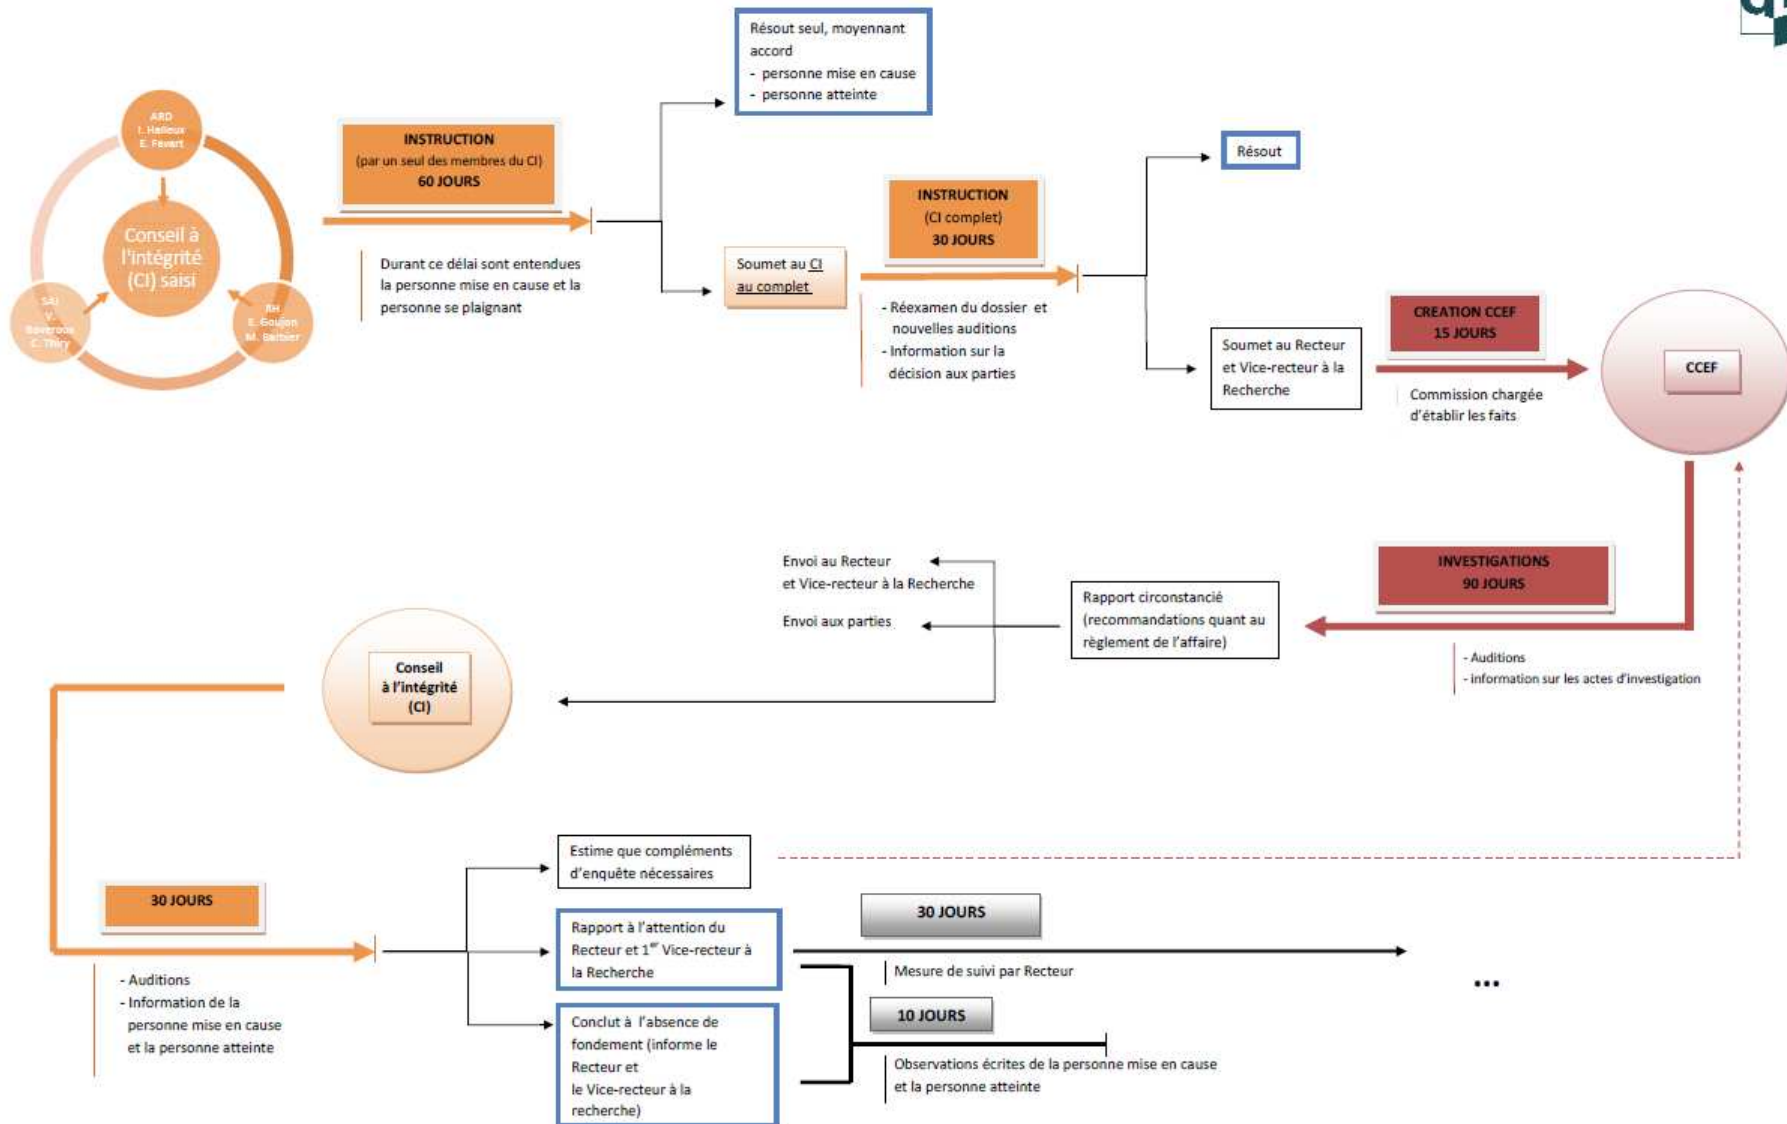 ARD
I. Halleux
E. Fevart
Conseil à
l'intégrité
(CI) saisi
SAI
V.
C. Thiry
RH
E. Goujon
M. Barbier
INSTRUCTION
(par un seul des membres du CI)
60 JOURS
Durant ce délai sont entendues
la personne mise en cause et la
personne se plaignant
Résout seul, moyennant
accord
- personne mise en cause
- personne atteinte
Soumet au CI
au complet
INSTRUCTION
(CI complet)
30 JOURS
- Réexamen du dossier et
nouvelles auditions
- Information sur la
décision aux parties
Résout
Soumet au Recteur
et Vice-recteur à la
Recherche
CREATION CCEF
15 JOURS
Commission chargée
d'établir les faits
CCEF
INVESTIGATIONS
90 JOURS
- Auditions
- information sur les actes d'investigation
Rapport circonstancié
(recommandations quant au
règlement de l'affaire)
Envoi au Recteur
et Vice-recteur à la Recherche
Envoi aux parties
Conseil
à l'intégrité
(CI)
30 JOURS
- Auditions
- Information de la
personne mise en cause
et la personne atteinte
Estime que compléments
d'enquête nécessaires
Rapport à l'attention du
Recteur et 1er Vice-recteur à
la Recherche
Conclut à l'absence de
fondement (informe le
Recteur et
le Vice-recteur à la
recherche)
30 JOURS
Mesure de suivi par Recteur
...
10 JOURS
Observations écrites de la personne mise en cause
et la personne atteinte